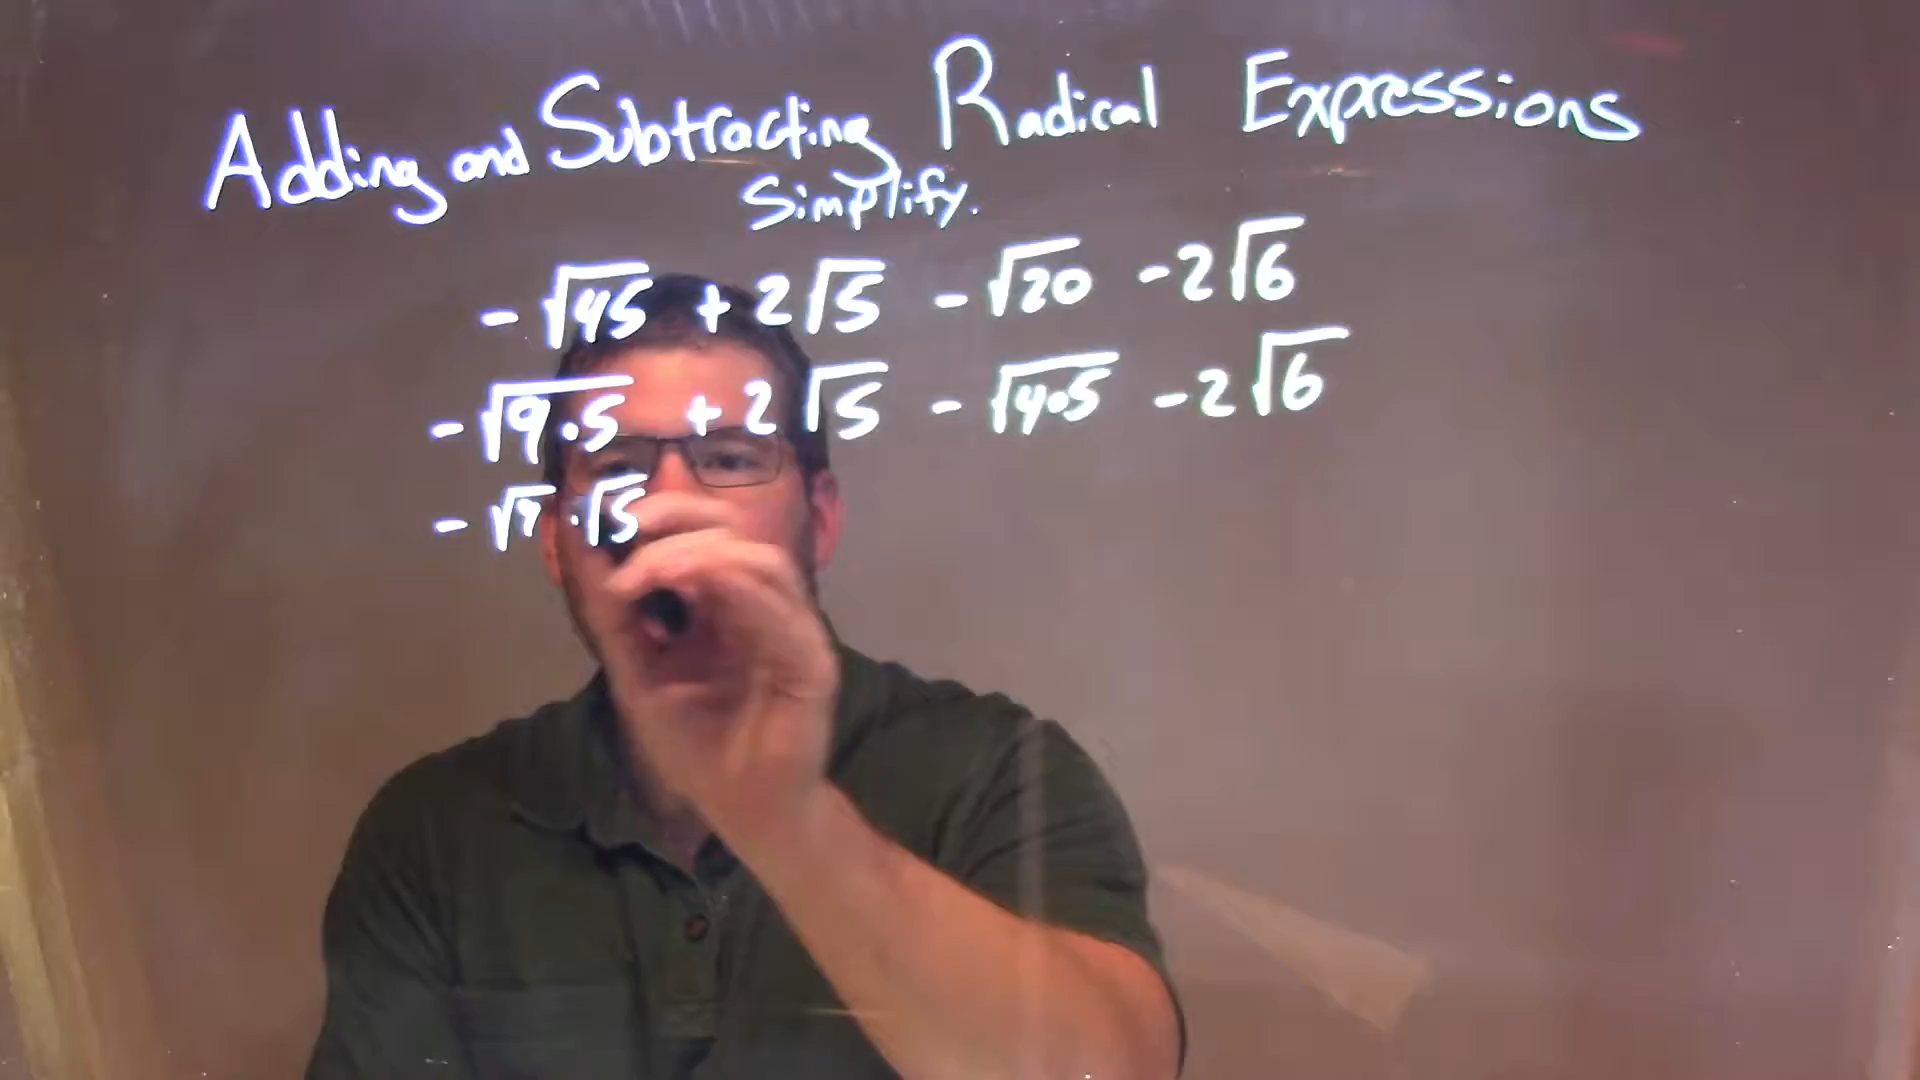 Adding and Subtracting Radical Expressions
Simplify.
- √45 + 2√5 - √20 - 2√6
- √9·5 + 2√5 - √4·5 - 2√6
- √9 · √5